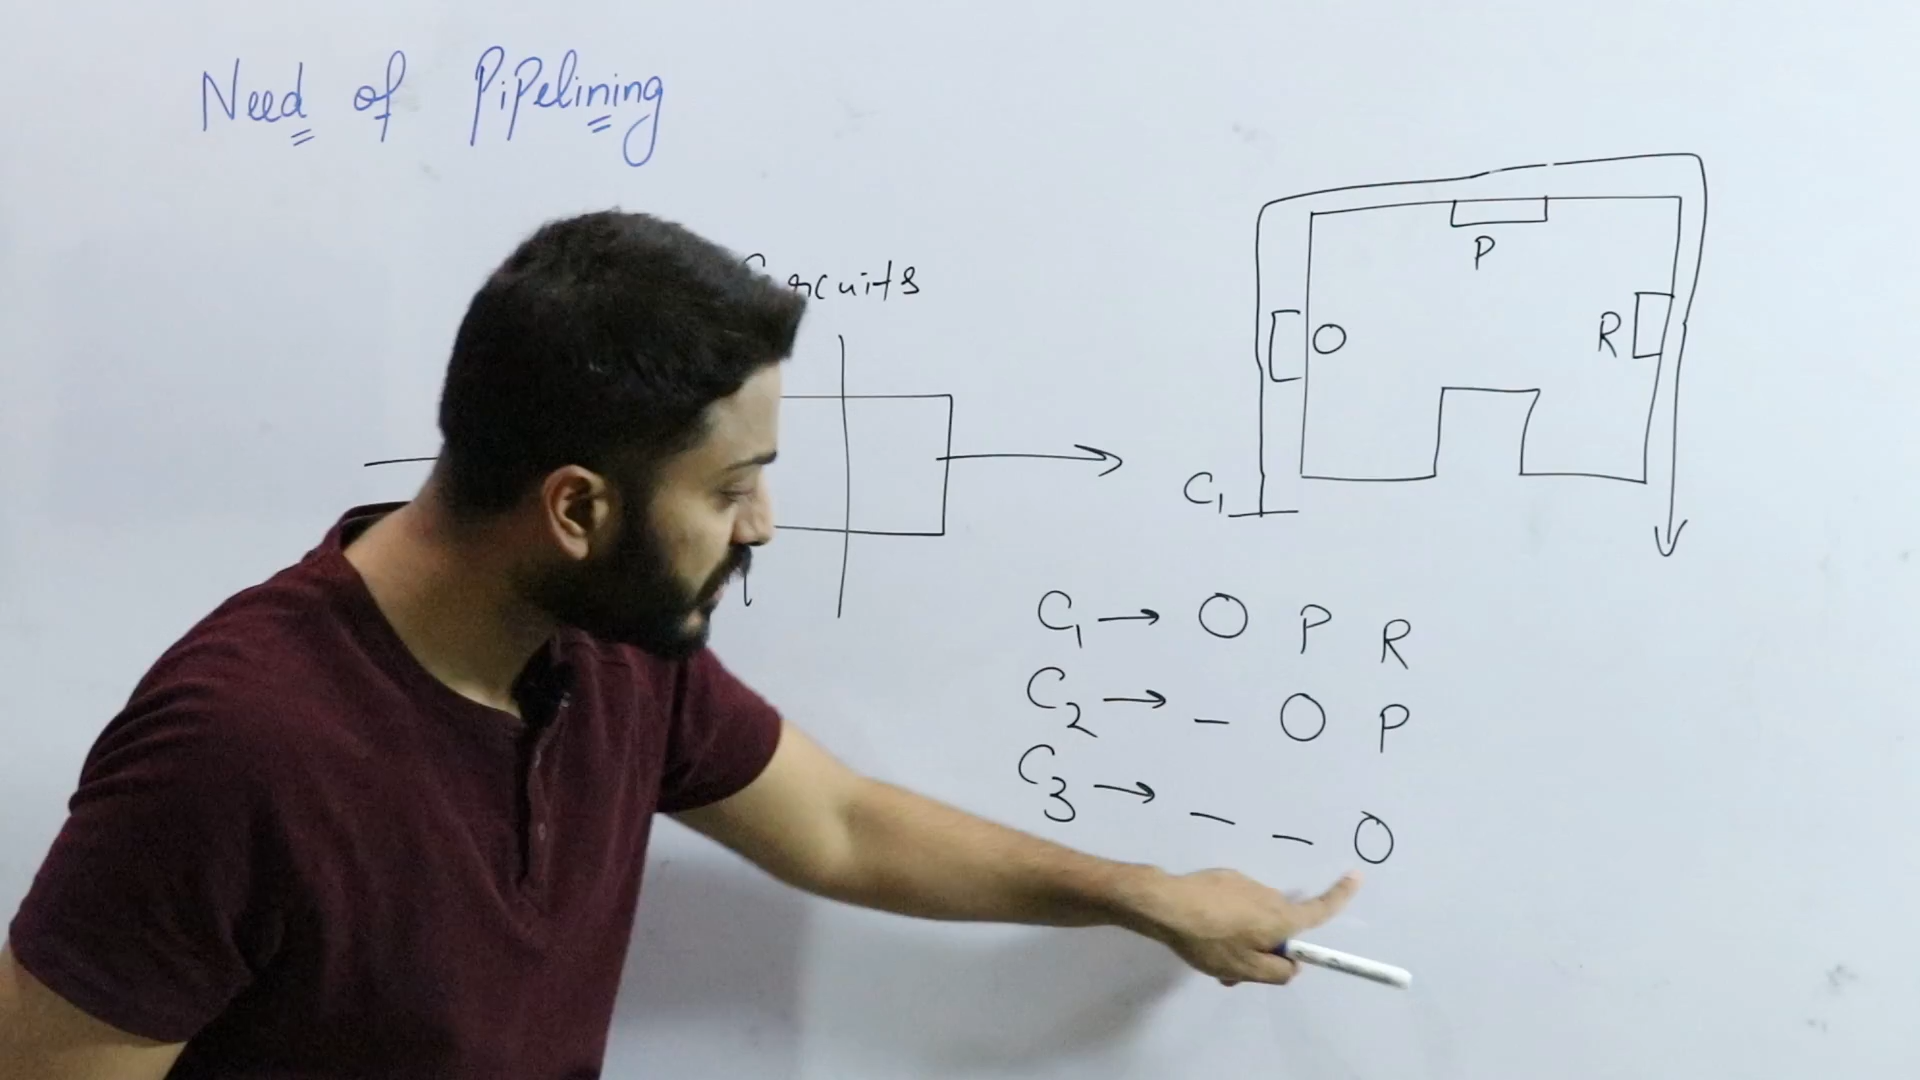 Need of Pipelining
rcuits
P
O
R
C1
C1 → O P R
C2 → - O P
C3 → - - O